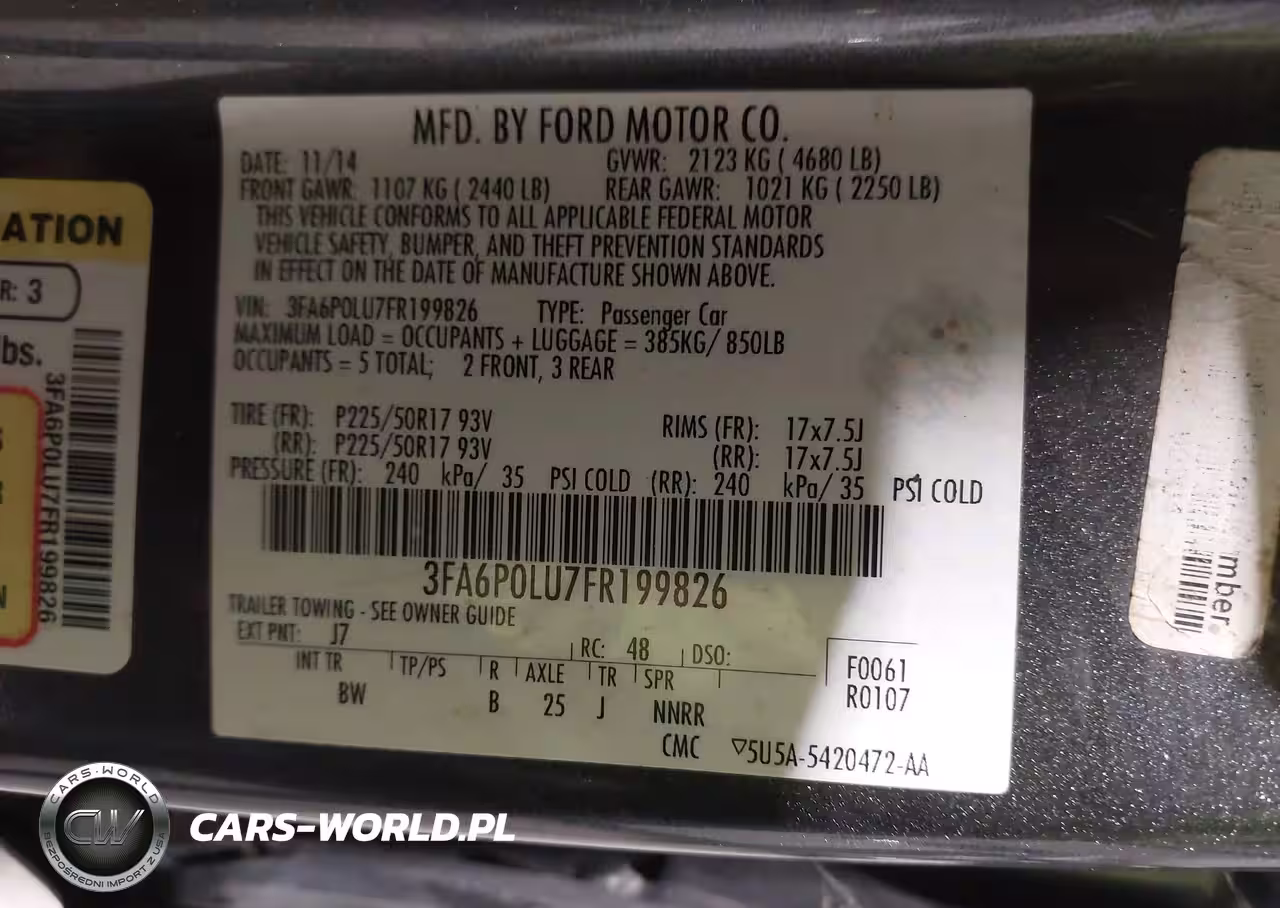 MFD. BY FORD MOTOR CO.
DATE: 11/14 GVWR: 2123 KG ( 4680 LB)
FRONT GAWR: 1107 KG ( 2440 LB) REAR GAWR: 1021 KG ( 2250 LB)
THIS VEHICLE CONFORMS TO ALL APPLICABLE FEDERAL MOTOR
VEHICLE SAFETY, BUMPER, AND THEFT PREVENTION STANDARDS
IN EFFECT ON THE DATE OF MANUFACTURE SHOWN ABOVE.
VIN: 3FA6P0LU7FR199826 TYPE: Passenger Car
MAXIMUM LOAD = OCCUPANTS + LUGGAGE = 385KG/ 850LB
OCCUPANTS = 5 TOTAL; 2 FRONT, 3 REAR
TIRE (FR): P225/50R17 93V RIMS (FR): 17x7.5J
(RR): P225/50R17 93V (RR): 17x7.5J
PRESSURE (FR): 240 kPa/ 35 PSI COLD (RR): 240 kPa/ 35 PSI COLD
3FA6P0LU7FR199826
TRAILER TOWING - SEE OWNER GUIDE
EXT PNT: J7 RC: 48 DSO:
INT TR TP/PS R AXLE TR SPR F0061
BW B 25 J NNRR R0107
CMC ▽5U5A-5420472-AA
ATION
R: 3
lbs.
3FA6P0LU7FR199826
N
mber
CARS-WORLD
CW
BEZPOŚREDNI IMPORT Z USA
CARS-WORLD.PL